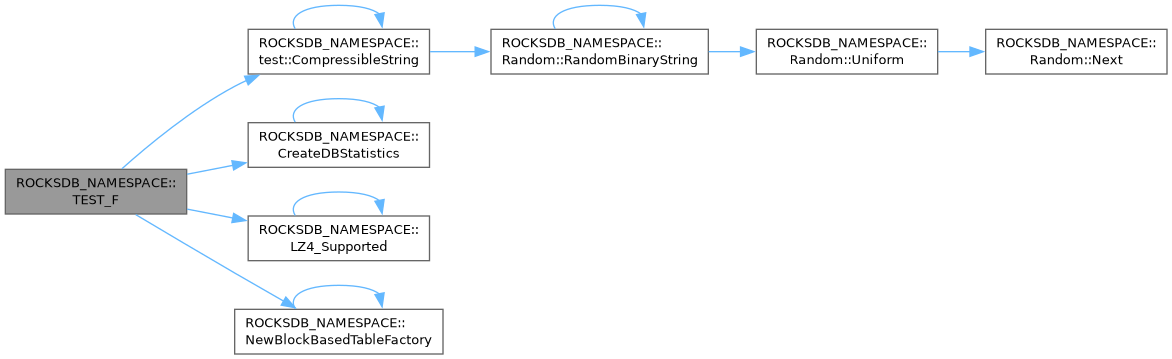 ROCKSDB_NAMESPACE::
test::CompressibleString
ROCKSDB_NAMESPACE::
Random::RandomBinaryString
ROCKSDB_NAMESPACE::
Random::Uniform
ROCKSDB_NAMESPACE::
Random::Next
ROCKSDB_NAMESPACE::
CreateDBStatistics
ROCKSDB_NAMESPACE::
TEST_F
ROCKSDB_NAMESPACE::
LZ4_Supported
ROCKSDB_NAMESPACE::
NewBlockBasedTableFactory